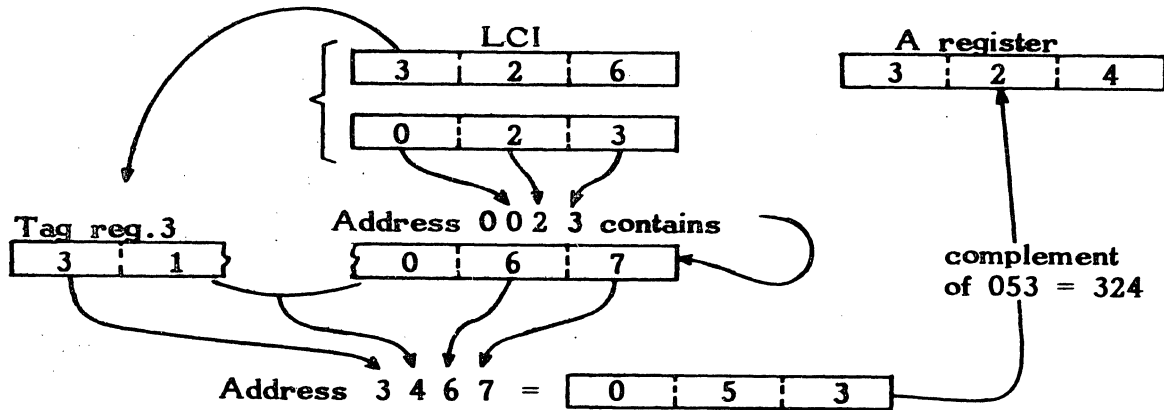 LCI
A register
3 2 6
3 2 4
0 2 3
Address 0 0 2 3 contains
Tag reg.3
3 1
0 6 7
complement
of 053 = 324
Address 3 4 6 7 = 0 5 3